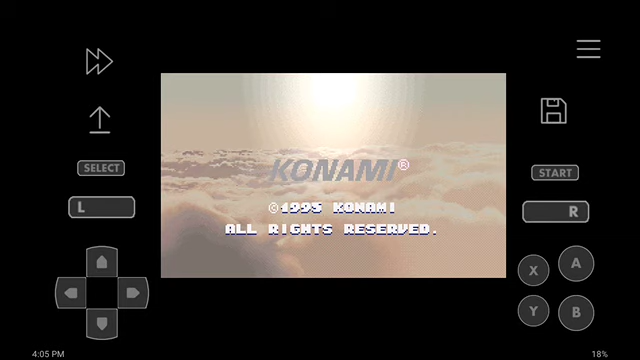 SELECT
L
KONAMI®
©1995 KONAMI
ALL RIGHTS RESERVED.
START
R
X
A
Y
B
4:05 PM
18%